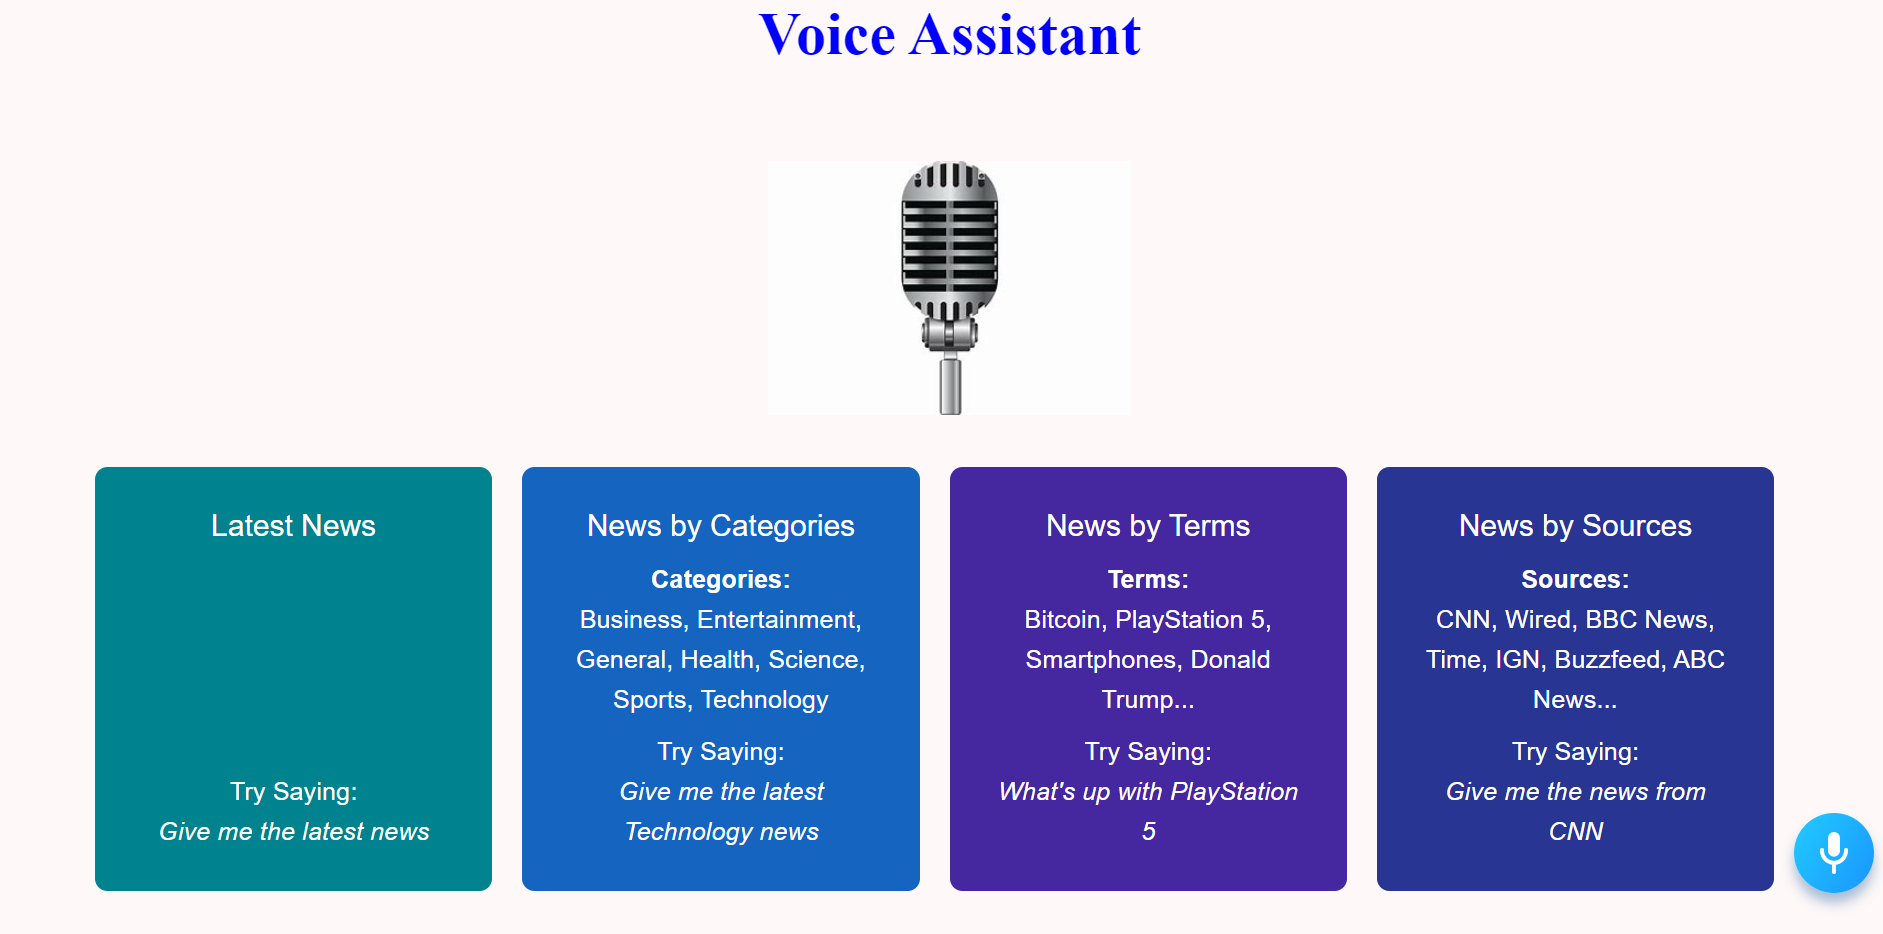 Voice Assistant
Latest News
Try Saying:
Give me the latest news
News by Categories
Categories:
Business, Entertainment,
General, Health, Science,
Sports, Technology
Try Saying:
Give me the latest
Technology news
News by Terms
Terms:
Bitcoin, PlayStation 5,
Smartphones, Donald
Trump...
Try Saying:
What's up with PlayStation
5
News by Sources
Sources:
CNN, Wired, BBC News,
Time, IGN, Buzzfeed, ABC
News...
Try Saying:
Give me the news from
CNN